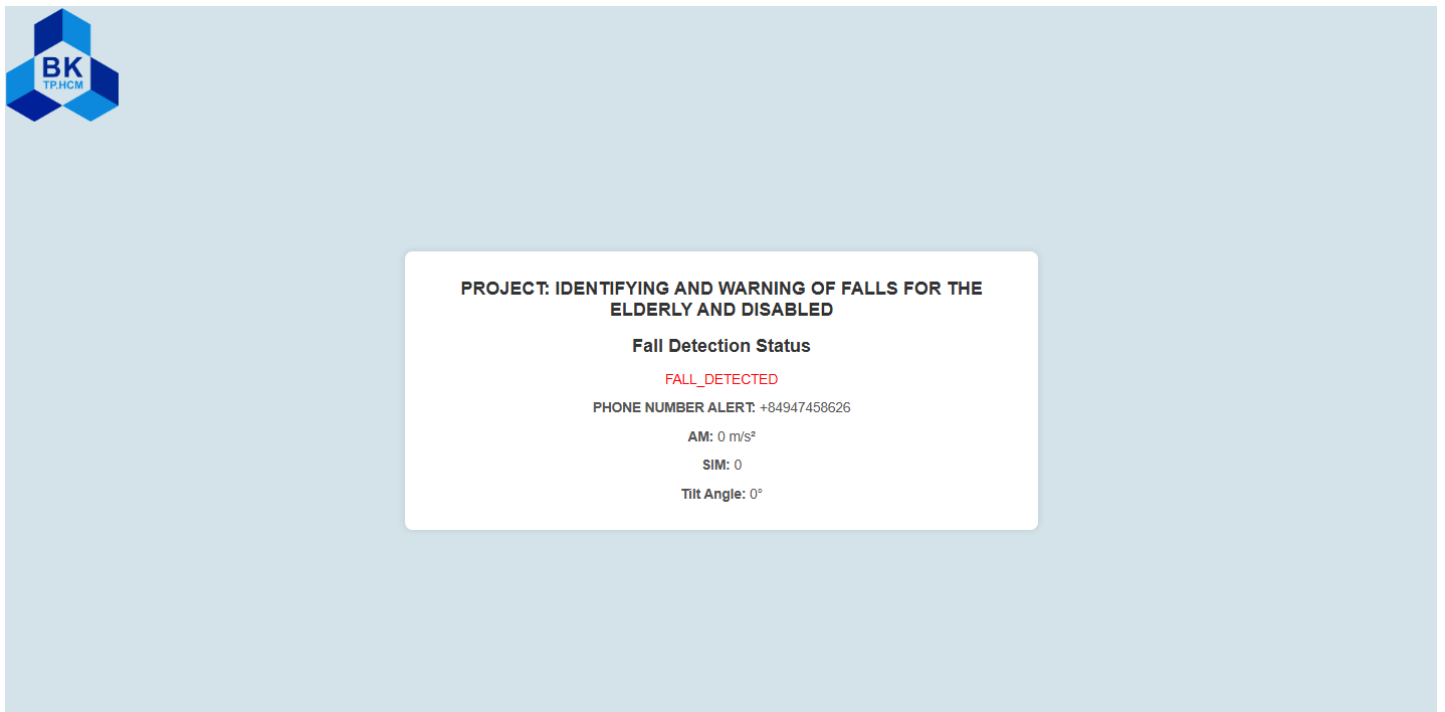 BK
TP.HCM
PROJECT: IDENTIFYING AND WARNING OF FALLS FOR THE
ELDERLY AND DISABLED
Fall Detection Status
FALL_DETECTED
PHONE NUMBER ALERT: +84947458626
AM: 0 m/s²
SIM: 0
Tilt Angle: 0°